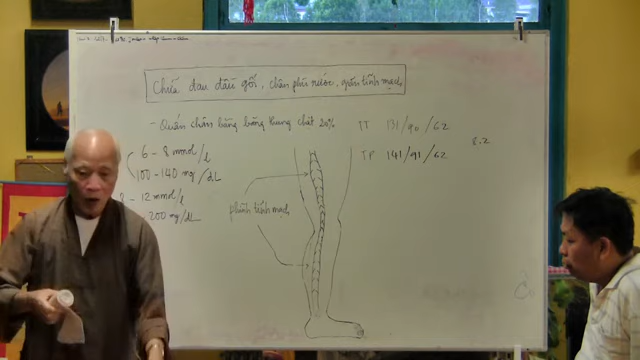 Chữa đau đầu gối, chân phù nước, giãn tĩnh mạch
- Quấn chân bằng băng thung chặt 20%
TT 131/90/62
6 - 8 mmol/l
8.2
TP 141/91/62
100 - 140 mg/dL
- 12 mmol/l
200 mg/dL
phình tĩnh mạch